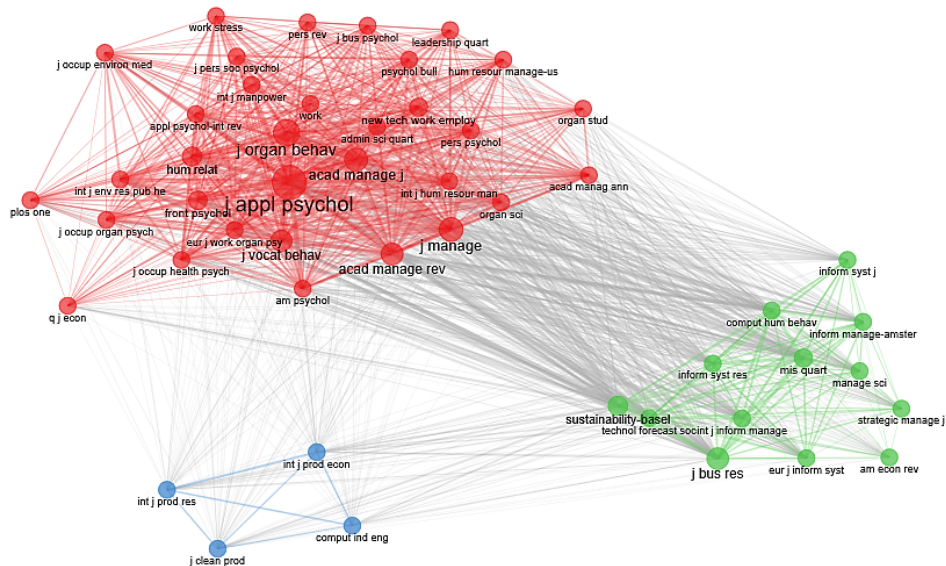 work stress
pers rev
j bus psychol
leadership quart
j occup environ med
j pers soc psychol
psychol bull
hum resour manage-us
int j manpower
work
new tech work employ
organ stud
appl psychol-int rev
admin sci quart
pers psychol
j organ behav
hum relat
acad manage j
acad manag ann
int j env res pub he
int j hum resour man
j appl psychol
plos one
front psychol
organ sci
j occup organ psych
eur j work organ psy
j manage
j vocat behav
acad manage rev
j occup health psych
am psychol
q j econ
inform syst j
comput hum behav
inform manage-amster
mis quart
inform syst res
manage sci
sustainability-basel
strategic manage j
technol forecast soc
int j inform manage
j bus res
eur j inform syst
am econ rev
int j prod econ
int j prod res
comput ind eng
j clean prod